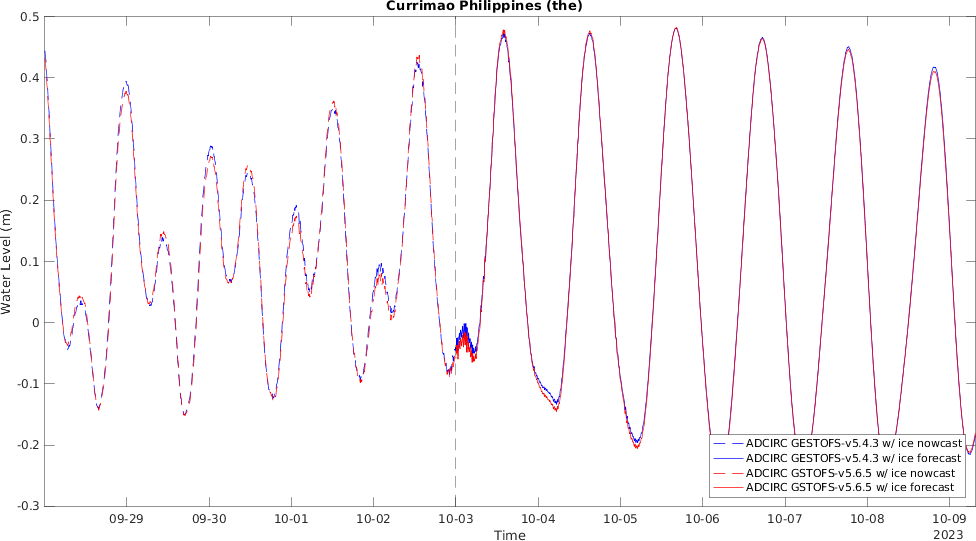 Currimao Philippines (the)
Water Level (m)
0.5
0.4
0.3
0.2
0.1
0
-0.1
-0.2
-0.3
ADCIRC GESTOFS-v5.4.3 w/ ice nowcast
ADCIRC GESTOFS-v5.4.3 w/ ice forecast
ADCIRC GSTOFS-v5.6.5 w/ ice nowcast
ADCIRC GSTOFS-v5.6.5 w/ ice forecast
09-29 09-30 10-01 10-02 10-03 10-04 10-05 10-06 10-07 10-08 10-09
Time 2023